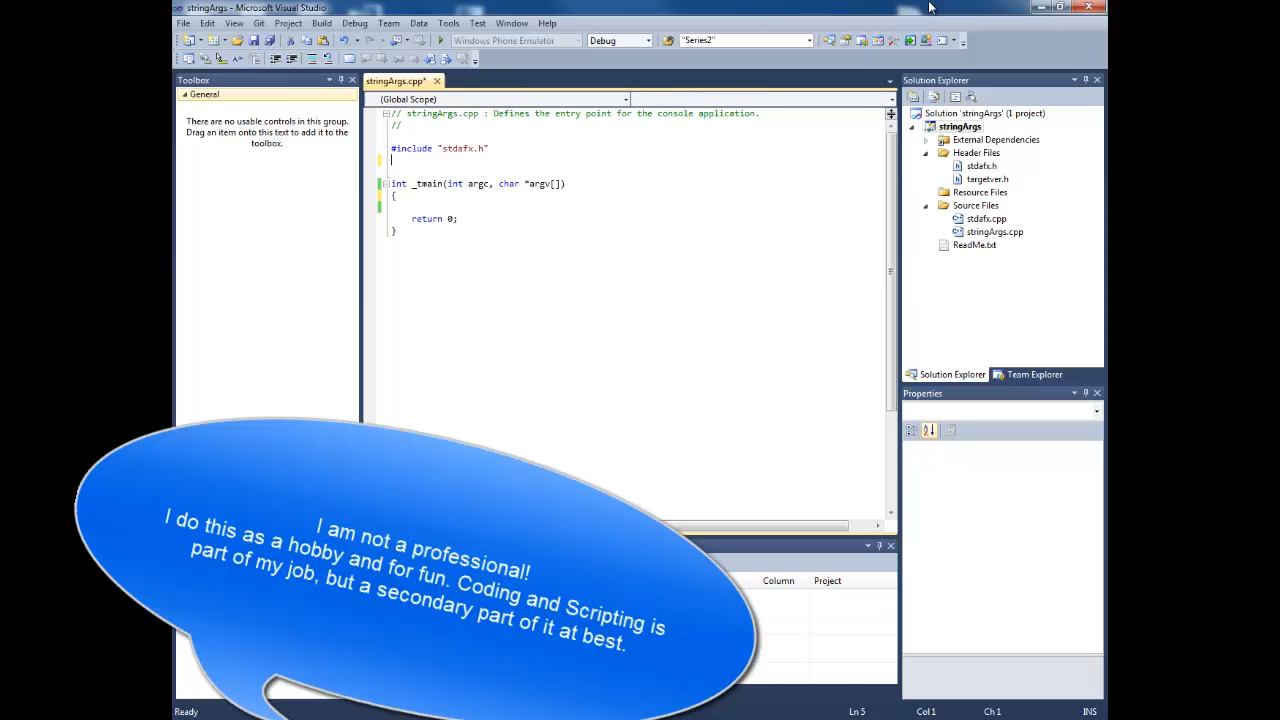 stringArgs - Microsoft Visual Studio
File Edit View Git Project Build Debug Team Data Tools Test Window Help
Windows Phone Emulator Debug "Series2"
Toolbox
General
There are no usable controls in this group.
Drag an item onto this text to add it to the
toolbox.
stringArgs.cpp*
(Global Scope)
// stringArgs.cpp : Defines the entry point for the console application.
//
#include "stdafx.h"
int _tmain(int argc, char *argv[])
{
return 0;
}
Solution Explorer
Solution 'stringArgs' (1 project)
stringArgs
External Dependencies
Header Files
stdafx.h
targetver.h
Resource Files
Source Files
stdafx.cpp
stringArgs.cpp
ReadMe.txt
Solution Explorer Team Explorer
Properties
Column Project
I am not a professional!
I do this as a hobby and for fun. Coding and Scripting is
part of my job, but a secondary part of it at best.
Ready Ln 5 Col 1 Ch 1 INS